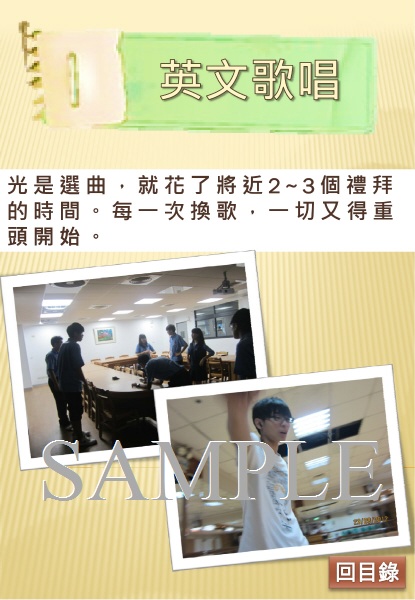 英文歌唱
光是選曲，就花了將近2~3個禮拜
的時間。每一次換歌，一切又得重
頭開始。
SAMPLE
回目錄